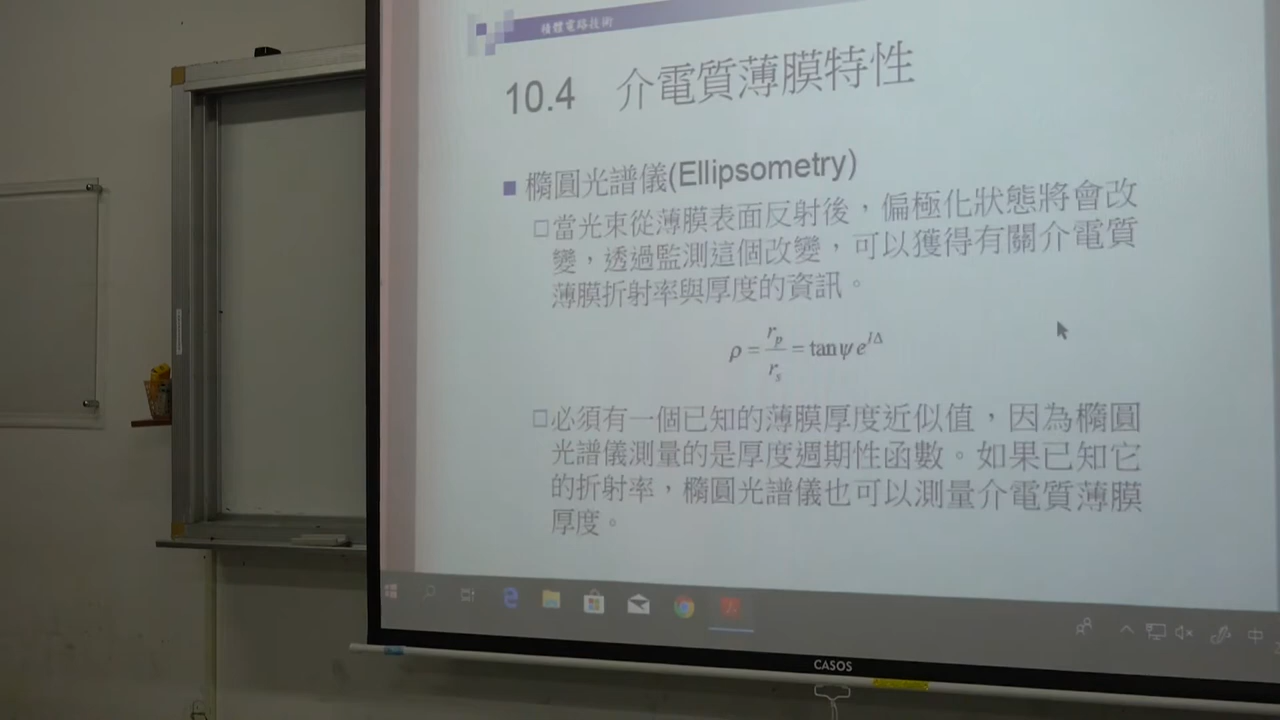 積體電路技術
10.4 介電質薄膜特性
橢圓光譜儀(Ellipsometry)
當光束從薄膜表面反射後，偏極化狀態將會改
變，透過監測這個改變，可以獲得有關介電質
薄膜折射率與厚度的資訊。
ρ = r_p / r_s = tanψ e^{jΔ}
必須有一個已知的薄膜厚度近似值，因為橢圓
光譜儀測量的是厚度週期性函數。如果已知它
的折射率，橢圓光譜儀也可以測量介電質薄膜
厚度。
中
CASOS